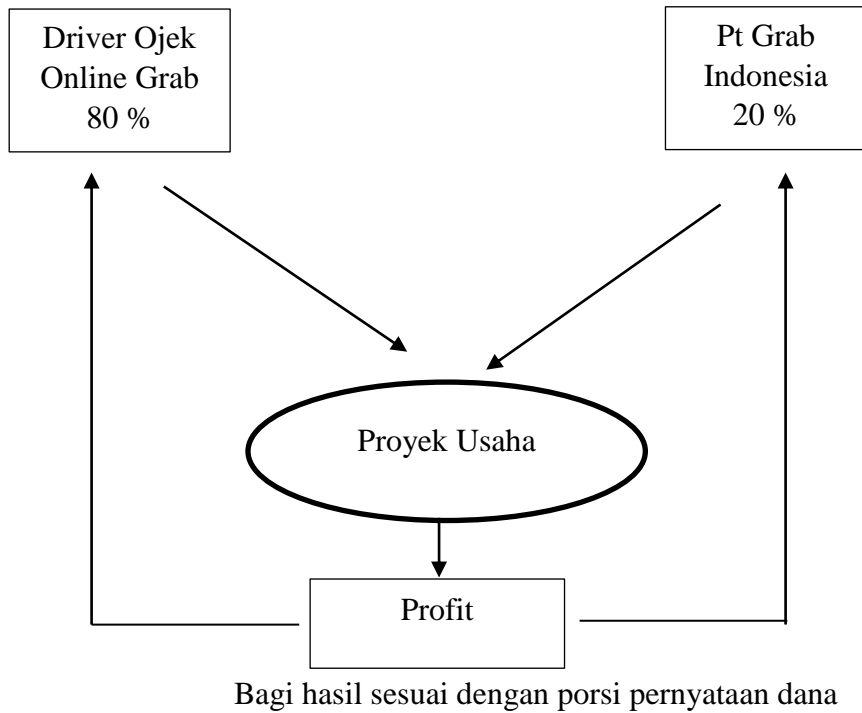 Driver Ojek
Online Grab
80 %
Pt Grab
Indonesia
20 %
Proyek Usaha
Profit
Bagi hasil sesuai dengan porsi pernyataan dana